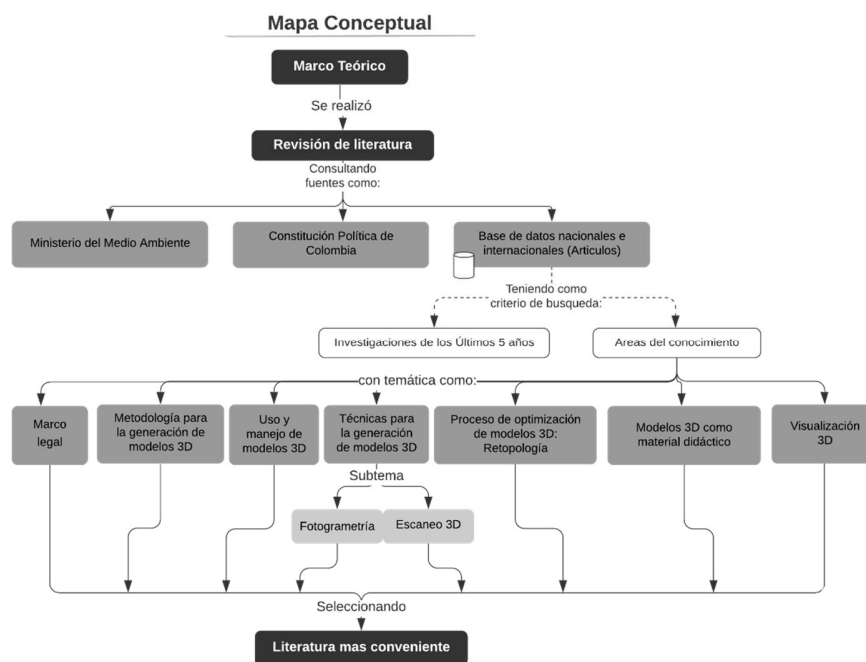 Mapa Conceptual
Marco Teórico
Se realizó
Revisión de literatura
Consultando
fuentes como:
Ministerio del Medio Ambiente
Constitución Política de
Colombia
Base de datos nacionales e
internacionales (Articulos)
Teniendo como
criterio de busqueda:
Investigaciones de los Últimos 5 años
Areas del conocimiento
con temática como:
Marco
legal
Metodología para
la generación de
modelos 3D
Uso y
manejo de
modelos 3D
Técnicas para
la generación
de modelos 3D
Proceso de optimización
de modelos 3D:
Retopología
Modelos 3D como
material didáctico
Visualización
3D
Subtema
Fotogrametría
Escaneo 3D
Seleccionando
Literatura mas conveniente